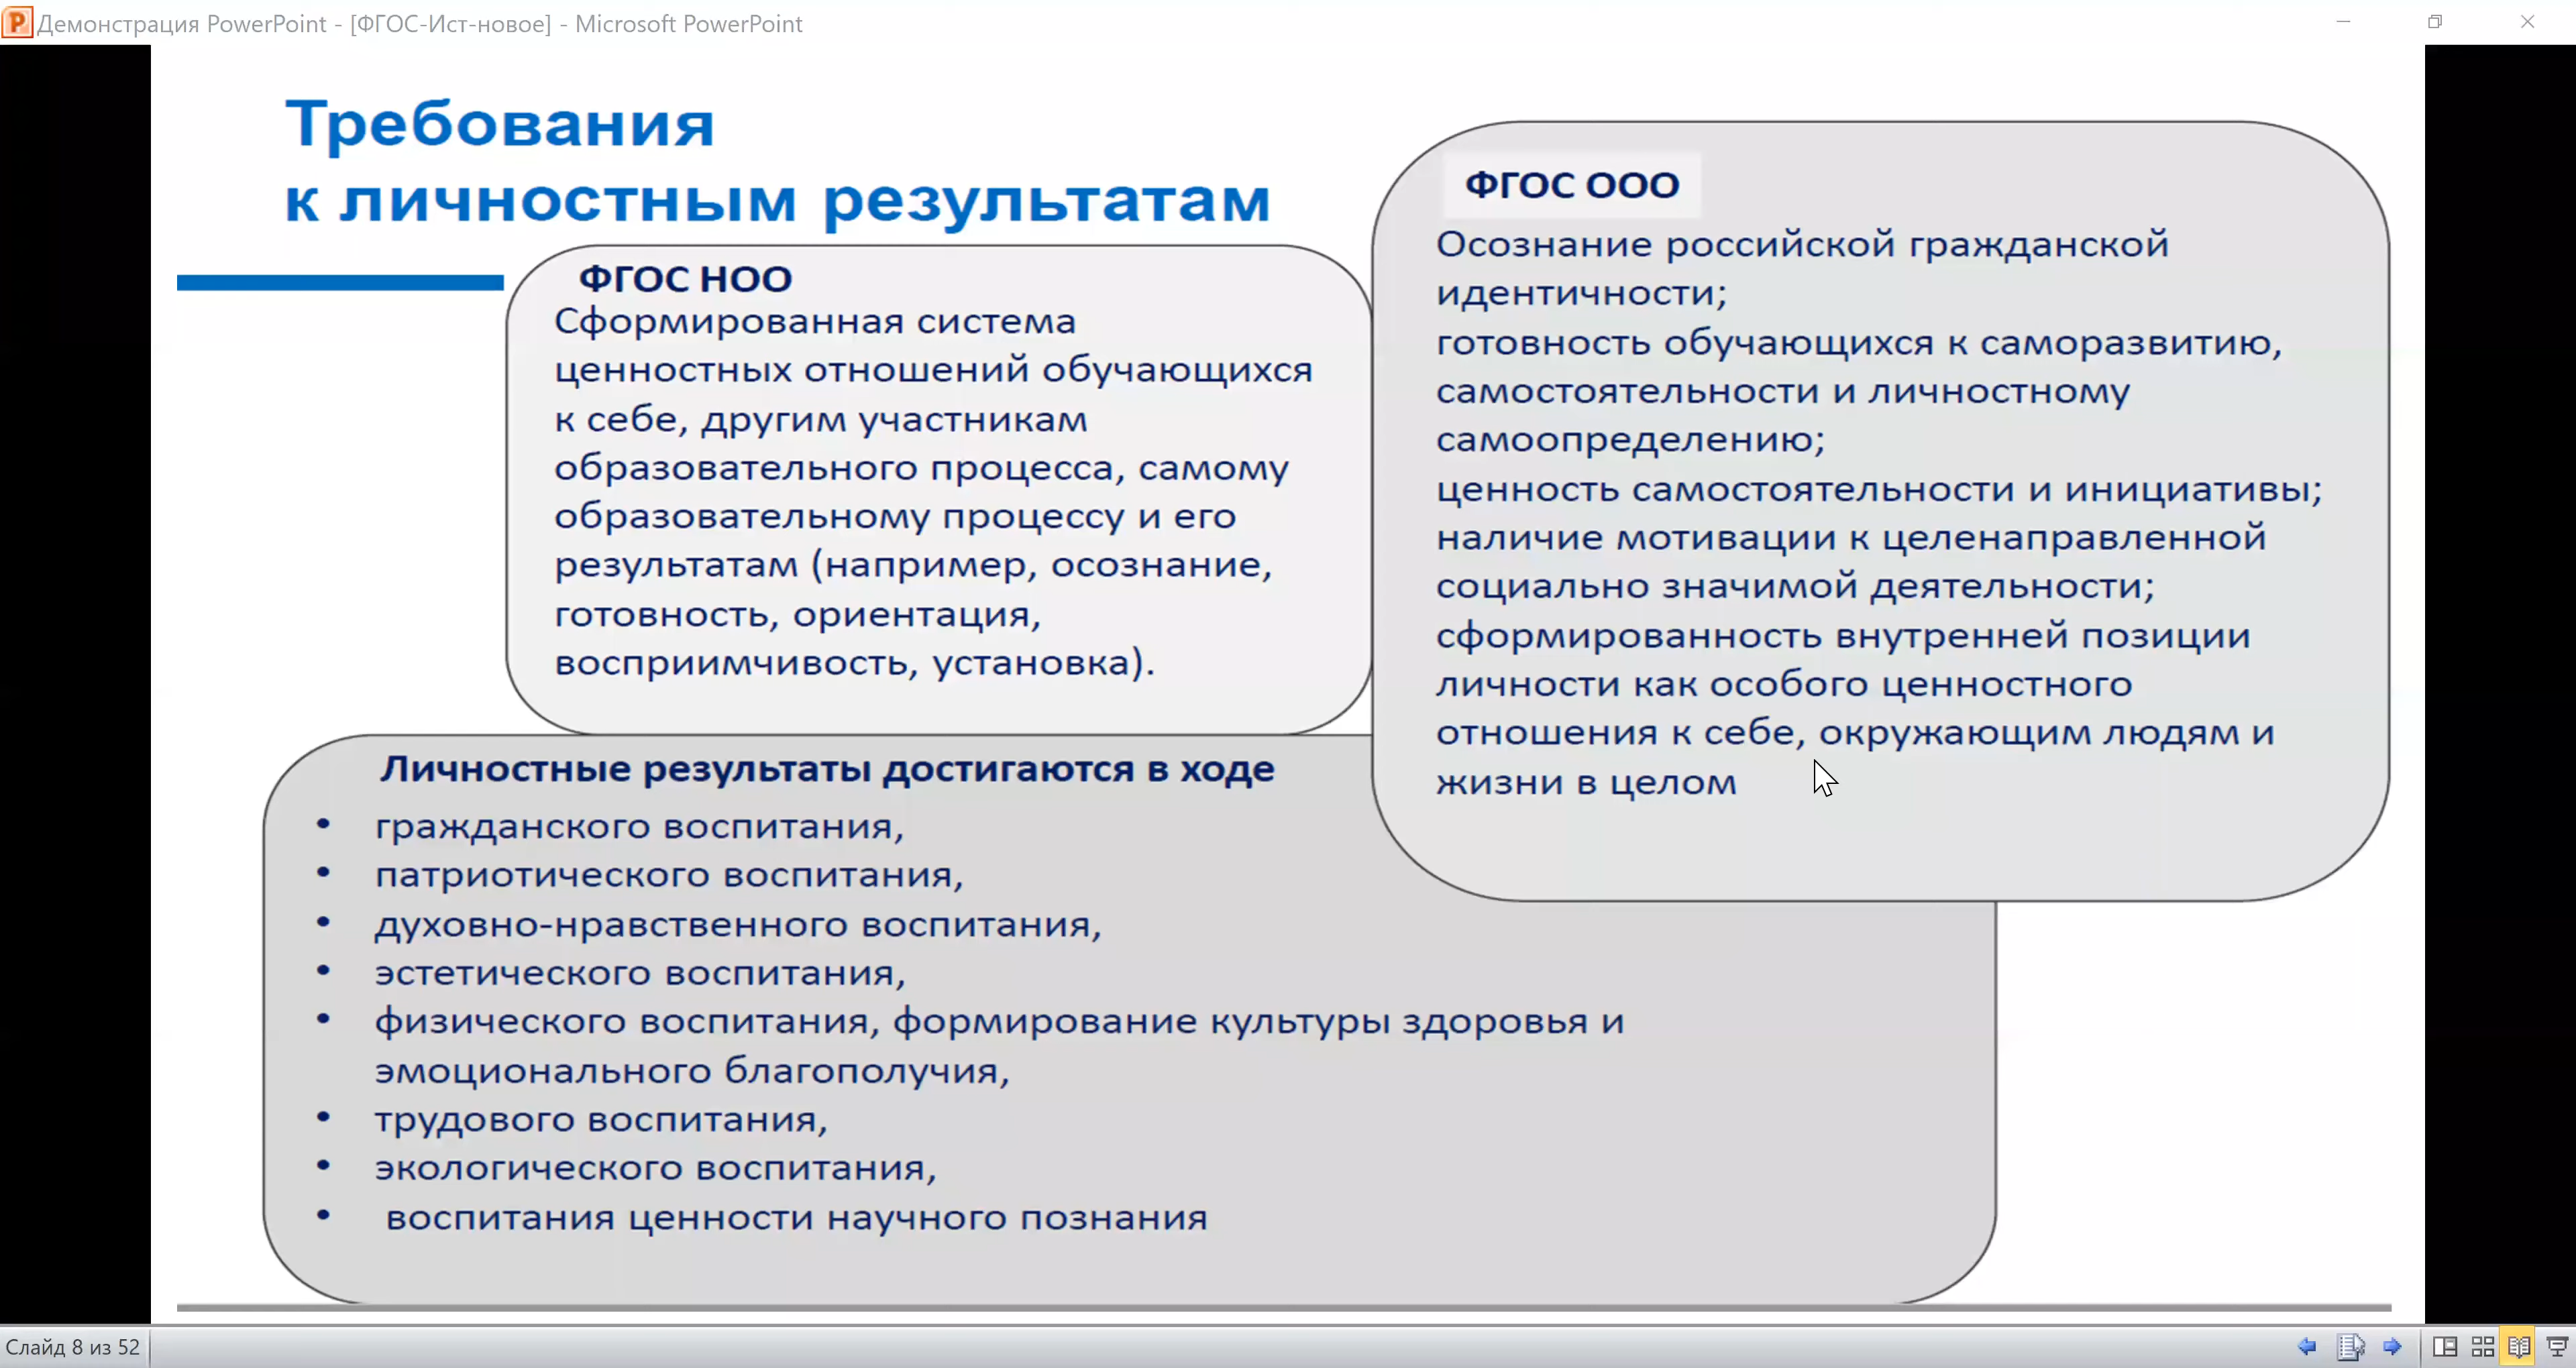 Демонстрация PowerPoint - [ФГОС-Ист-новое] - Microsoft PowerPoint
Требования
к личностным результатам
ФГОС НОО
Сформированная система
ценностных отношений обучающихся
к себе, другим участникам
образовательного процесса, самому
образовательному процессу и его
результатам (например, осознание,
готовность, ориентация,
восприимчивость, установка).
ФГОС ООО
Осознание российской гражданской
идентичности;
готовность обучающихся к саморазвитию,
самостоятельности и личностному
самоопределению;
ценность самостоятельности и инициативы;
наличие мотивации к целенаправленной
социально значимой деятельности;
сформированность внутренней позиции
личности как особого ценностного
отношения к себе, окружающим людям и
жизни в целом
Личностные результаты достигаются в ходе
• гражданского воспитания,
• патриотического воспитания,
• духовно-нравственного воспитания,
• эстетического воспитания,
• физического воспитания, формирование культуры здоровья и
эмоционального благополучия,
• трудового воспитания,
• экологического воспитания,
• воспитания ценности научного познания
Слайд 8 из 52